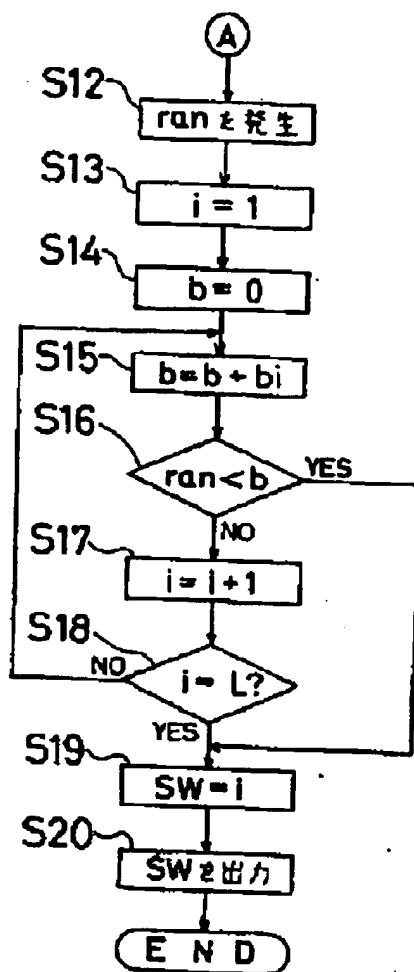 A
S12
ranを発生
S13
i = 1
S14
b = 0
S15
b = b + bi
S16
ran < b
YES
NO
S17
i = i + 1
S18
i = L?
NO
YES
S19
SW = i
S20
SWを出力
END